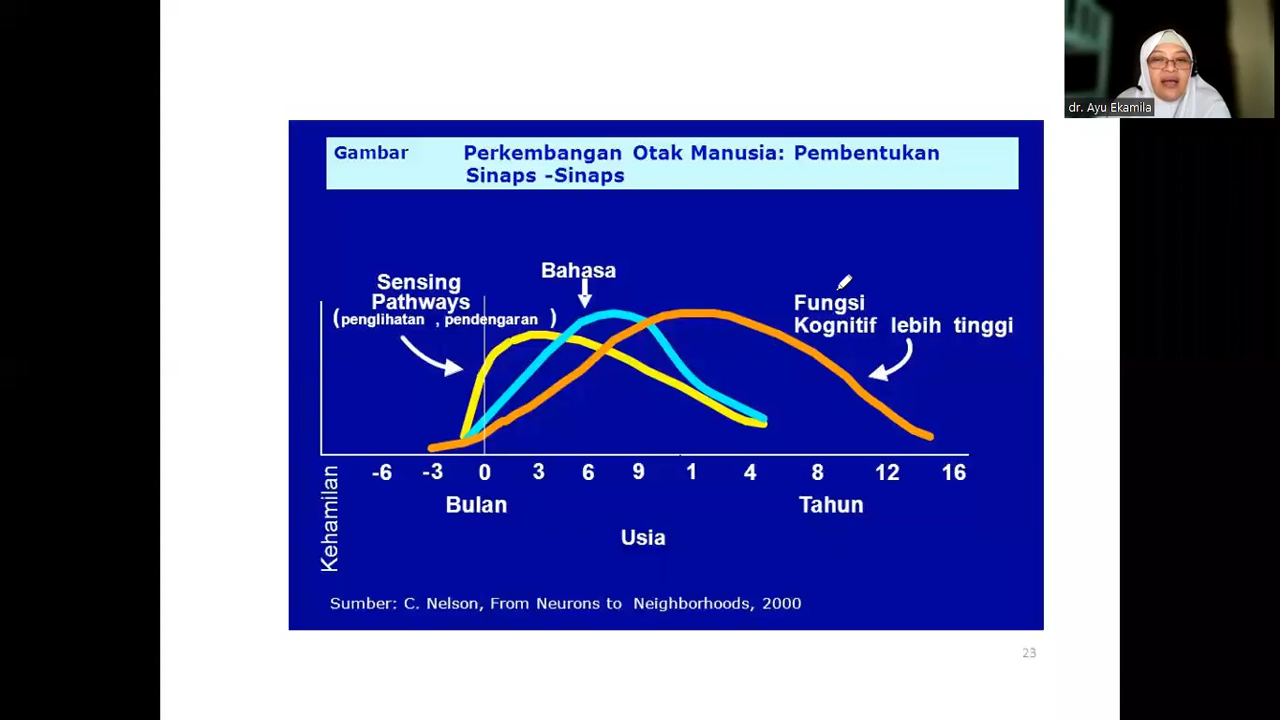 dr. Ayu Ekamila
Gambar Perkembangan Otak Manusia: Pembentukan
Sinaps -Sinaps
Bahasa
Sensing
Pathways
(penglihatan , pendengaran )
Fungsi
Kognitif lebih tinggi
-6 -3 0 3 6 9 1 4 8 12 16
Kehamilan
Bulan Tahun
Usia
Sumber: C. Nelson, From Neurons to Neighborhoods, 2000
23